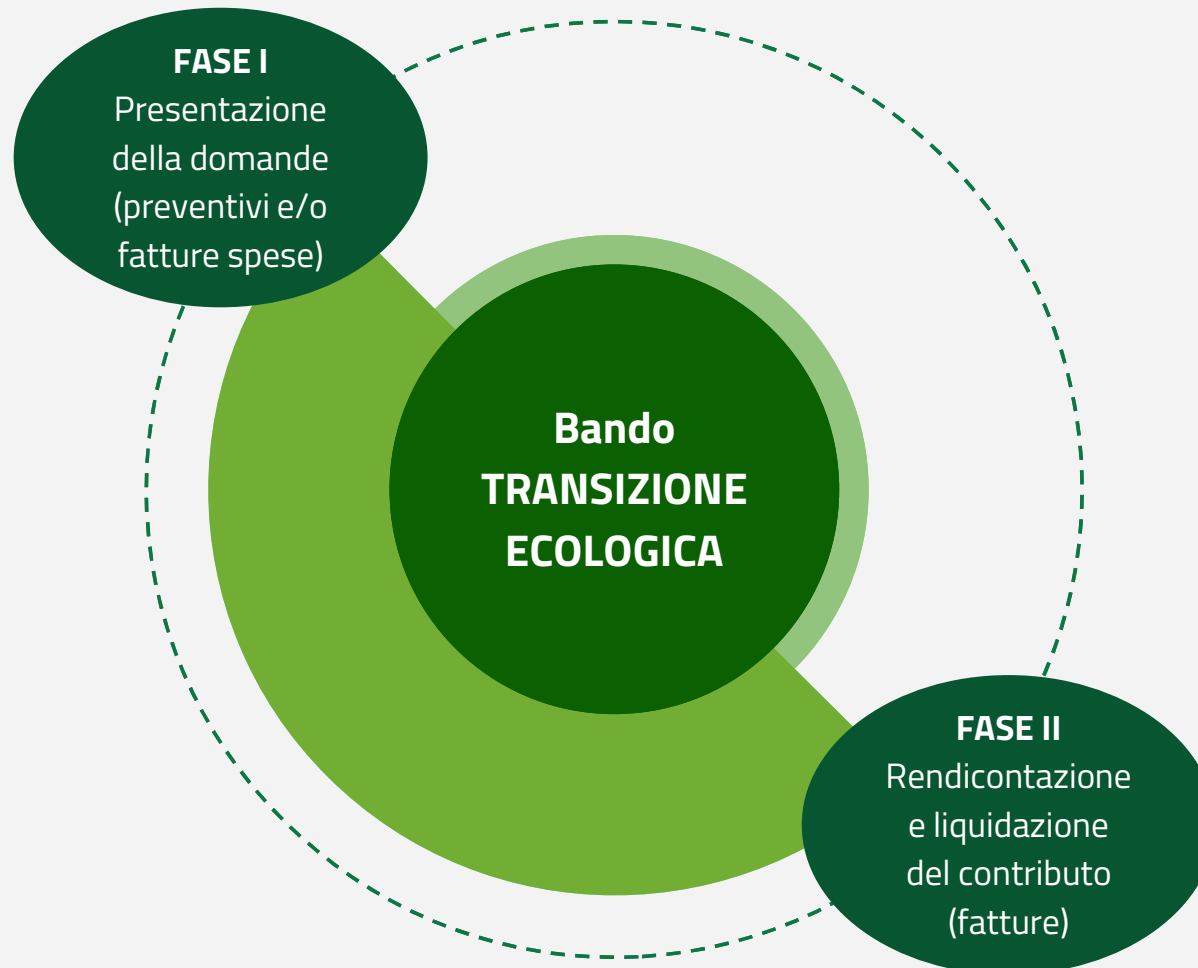 FASE I
Presentazione
della domande
(preventivi e/o
fatture spese)
Bando
TRANSIZIONE
ECOLOGICA
FASE II
Rendicontazione
e liquidazione
del contributo
(fatture)